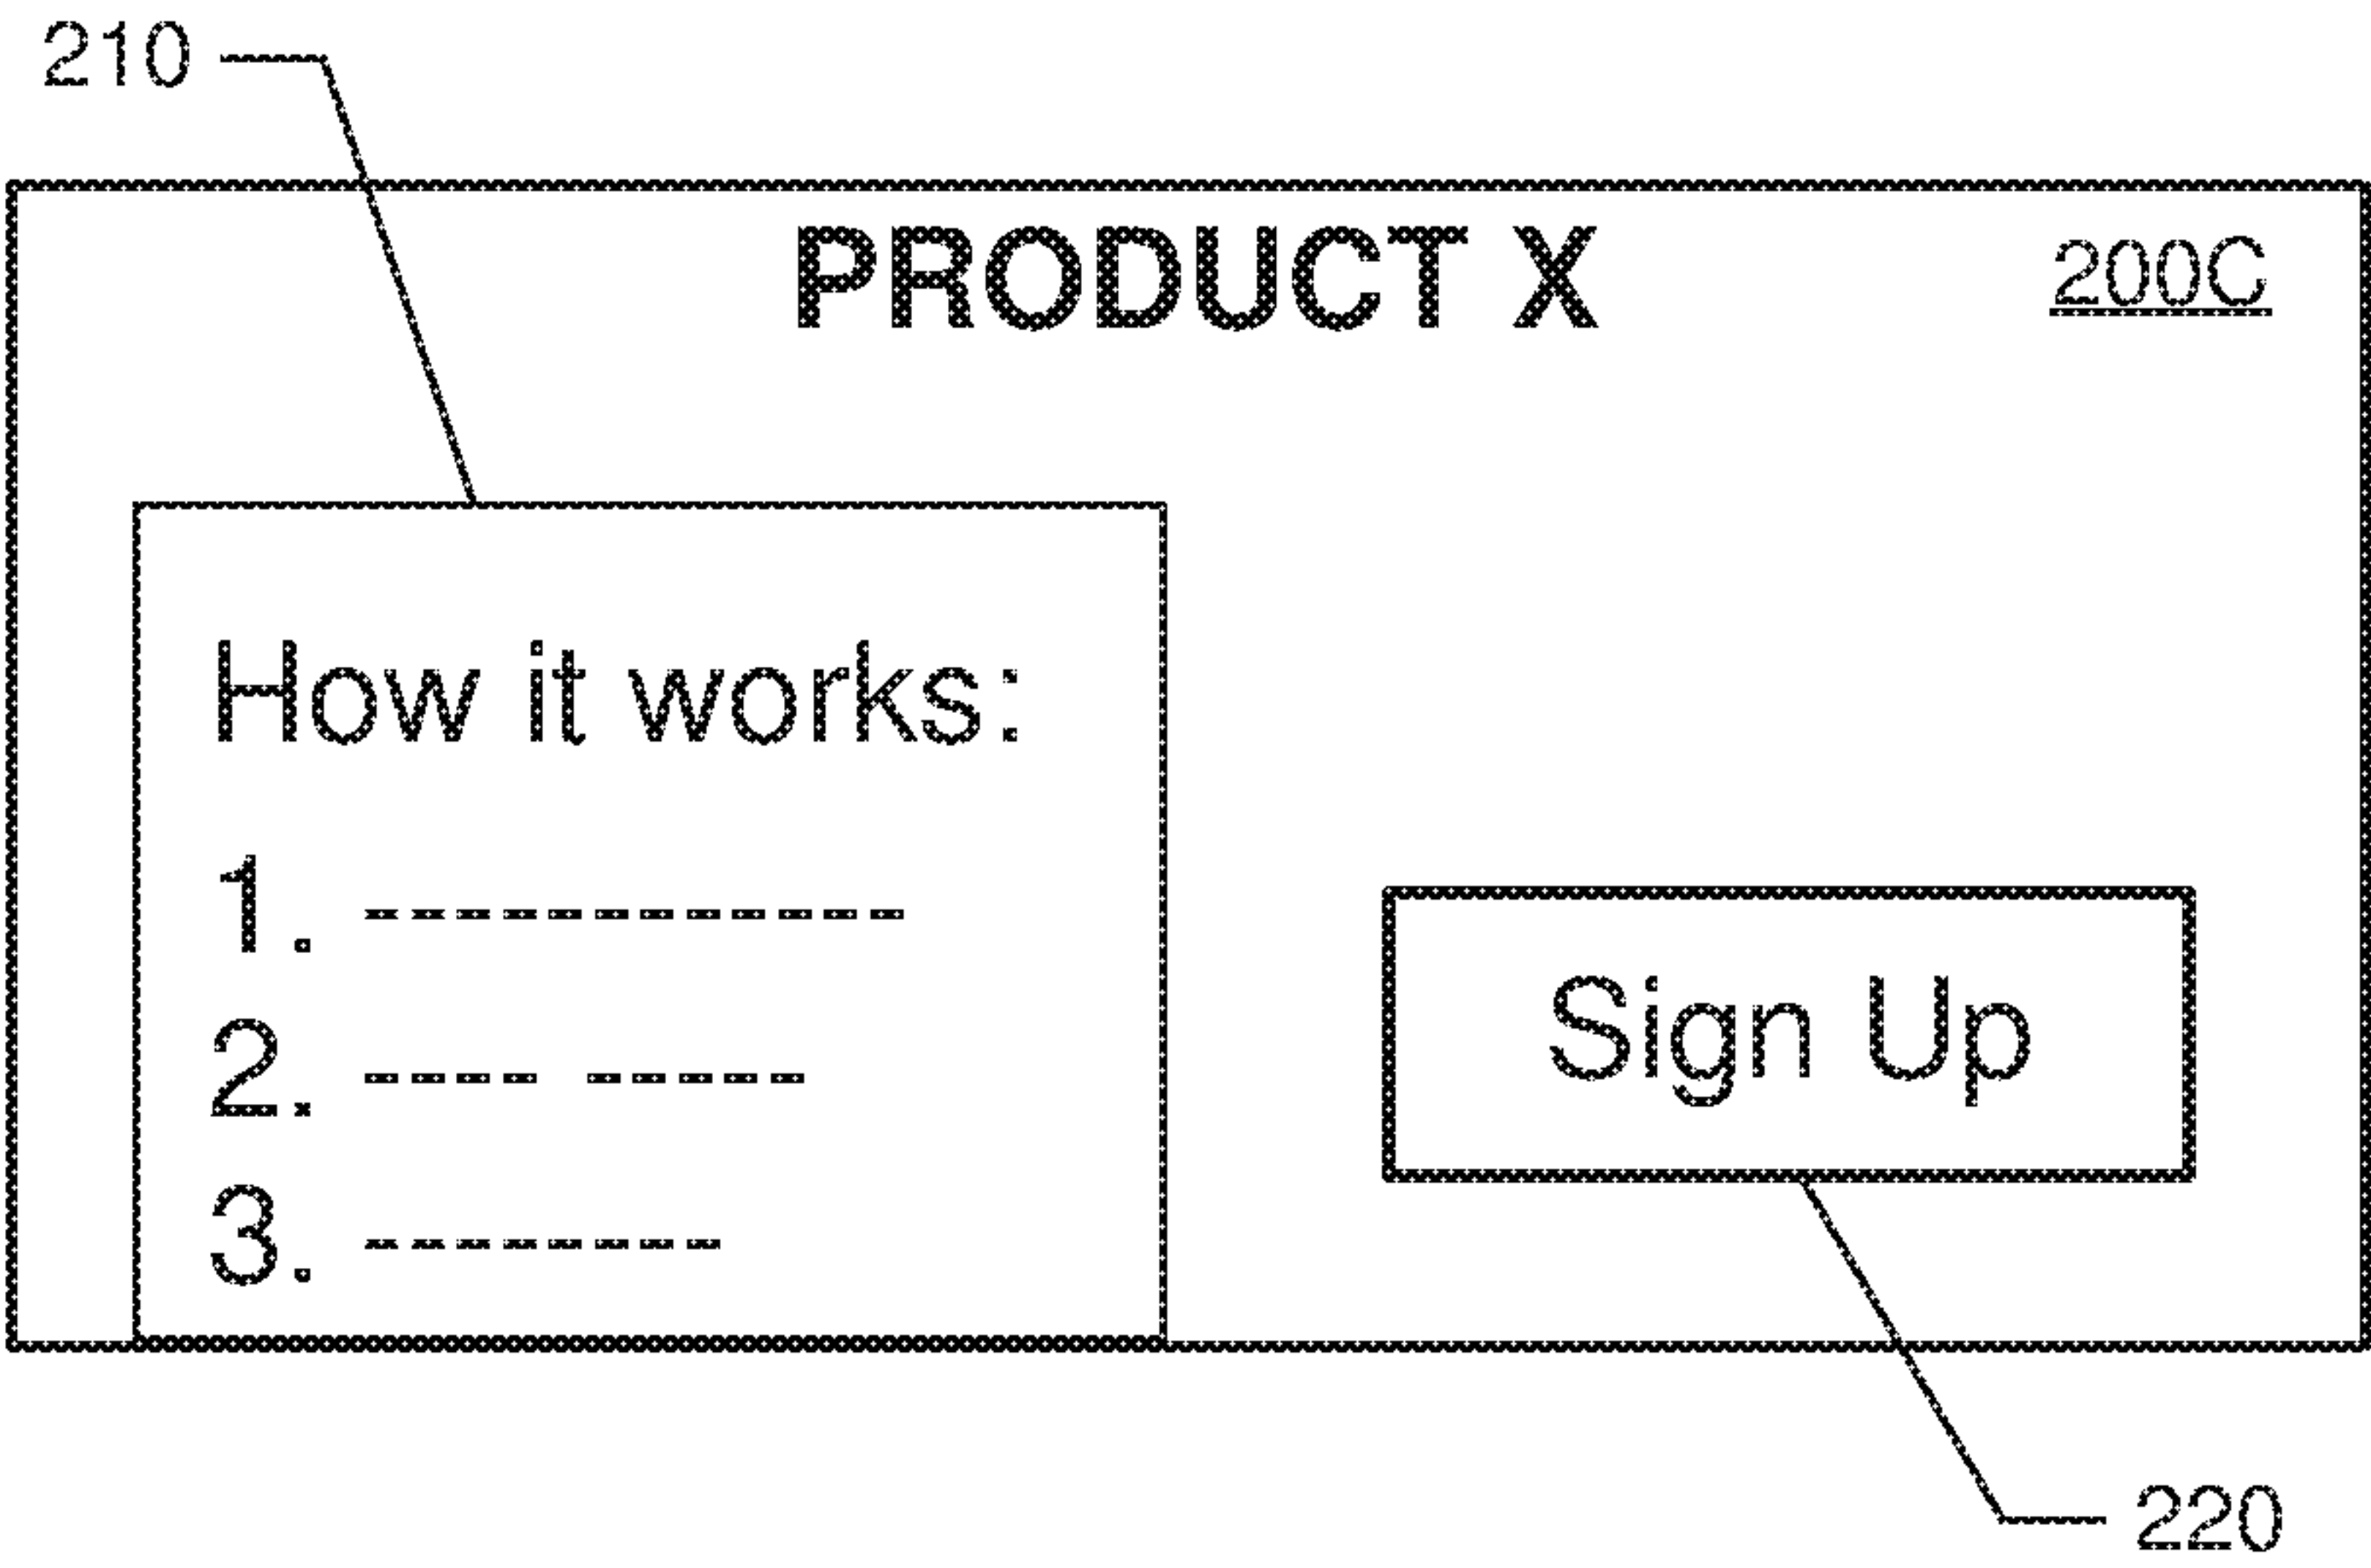 210
PRODUCT X
200C
How it works:
1. ------------
2. ---- -----
3. --------
Sign Up
220